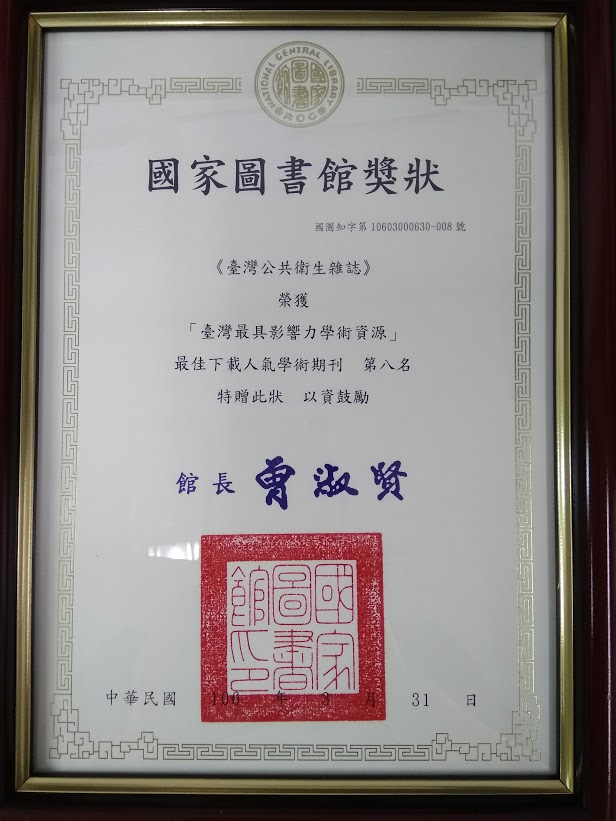 NATIONAL CENTRAL LIBRARY
國家圖書館
ROC
國家圖書館獎狀
國圖知字第 10603000630-008 號
《臺灣公共衛生雜誌》
榮獲
「臺灣最具影響力學術資源」
最佳下載人氣學術期刊 第八名
特贈此狀 以資鼓勵
館長 曾淑賢
國家圖書館印
中華民國 106 年 3 月 31 日